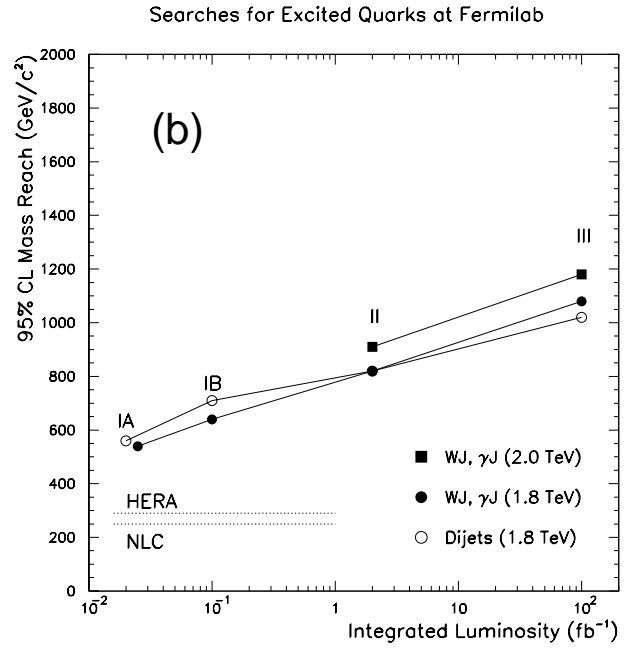 Searches for Excited Quarks at Fermilab
95% CL Mass Reach (GeV/c²)
2000
1800
1600
1400
1200
1000
800
600
400
200
0
(b)
III
II
IB
IA
HERA
NLC
WJ, γJ (2.0 TeV)
WJ, γJ (1.8 TeV)
Dijets (1.8 TeV)
10⁻² 10⁻¹ 1 10 10²
Integrated Luminosity (fb⁻¹)